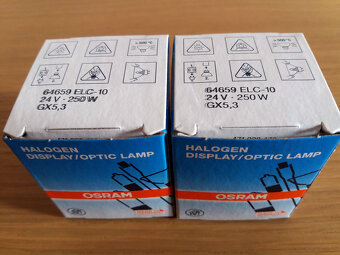 64659 ELC-10
24 V · 250 W
GX5,3
HALOGEN
DISPLAY/OPTIC LAMP
OSRAM
64659 ELC-10
24 V · 250 W
GX5,3
HALOGEN
DISPLAY/OPTIC LAMP
OSRAM